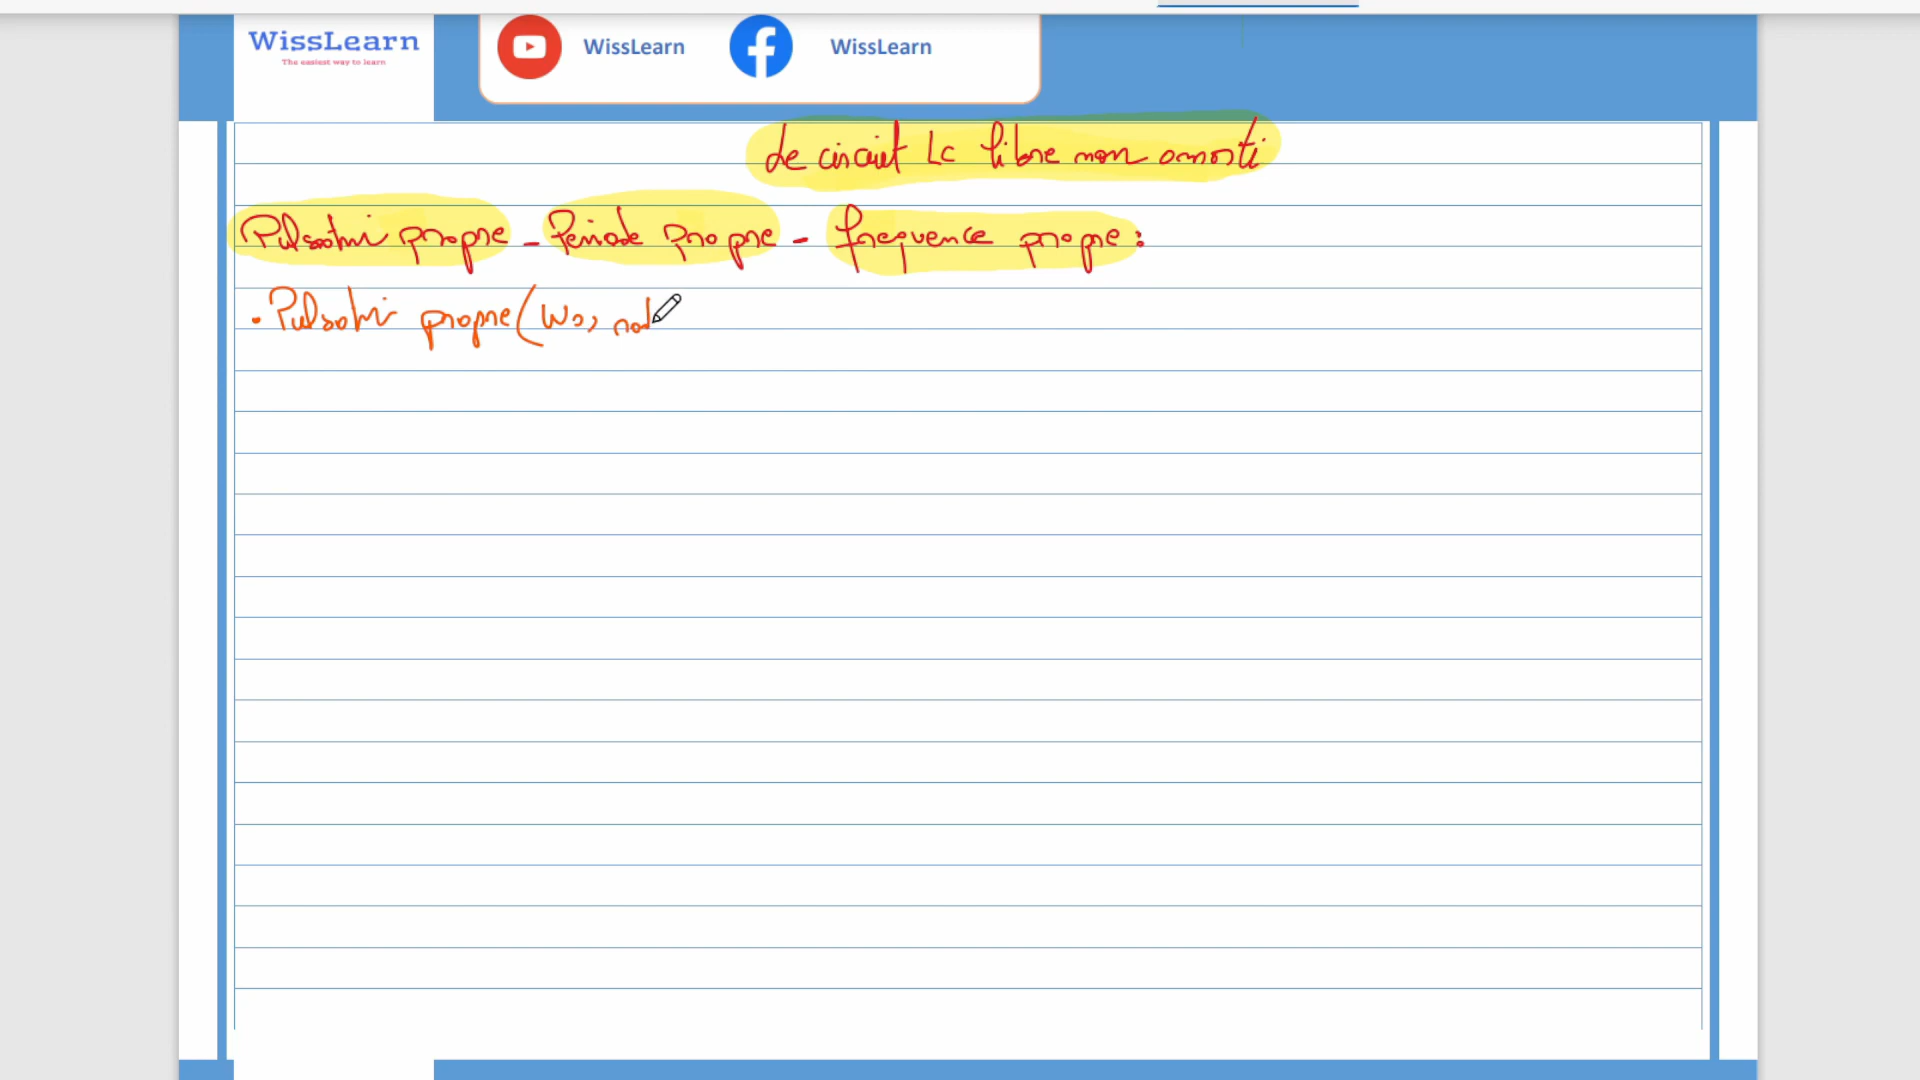 WissLearn
The easiest way to learn
WissLearn WissLearn
Le circuit LC libre non amorti
Pulsation propre - Période propre - frequence propre :
• Pulsation propre (W0, rad